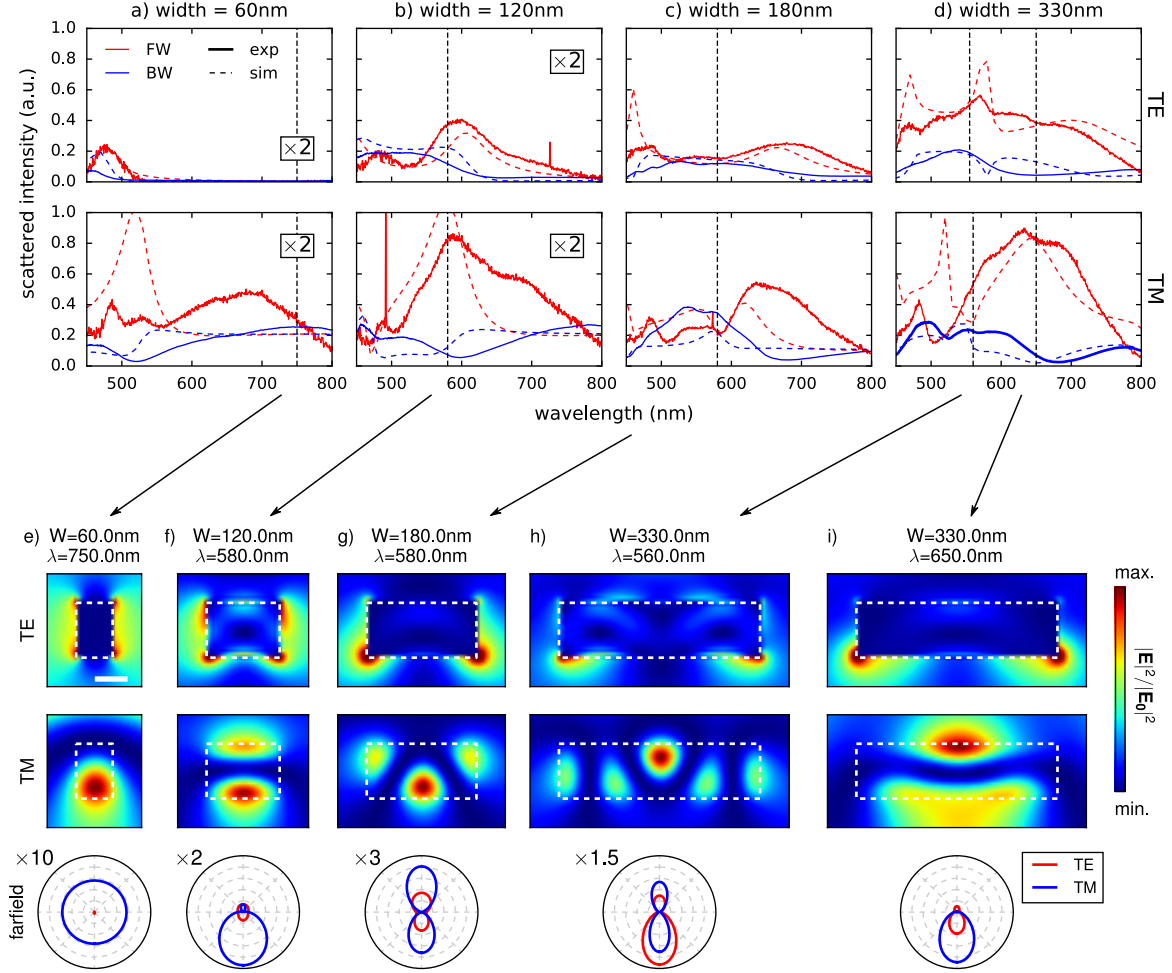 a) width = 60nm
b) width = 120nm
c) width = 180nm
d) width = 330nm
scattered intensity (a.u.)
1.0
0.8
0.6
0.4
0.2
0.0
FW
BW
exp
sim
×2
×2
TE
1.0
0.8
0.6
0.4
0.2
0.0
×2
×2
TM
500 600 700 800
500 600 700 800
500 600 700 800
500 600 700 800
wavelength (nm)
e) W=60.0nm
λ=750.0nm
f) W=120.0nm
λ=580.0nm
g) W=180.0nm
λ=580.0nm
h) W=330.0nm
λ=560.0nm
i) W=330.0nm
λ=650.0nm
TE
TM
max.
|E|²/|E₀|²
min.
farfield
×10
×2
×3
×1.5
TE
TM